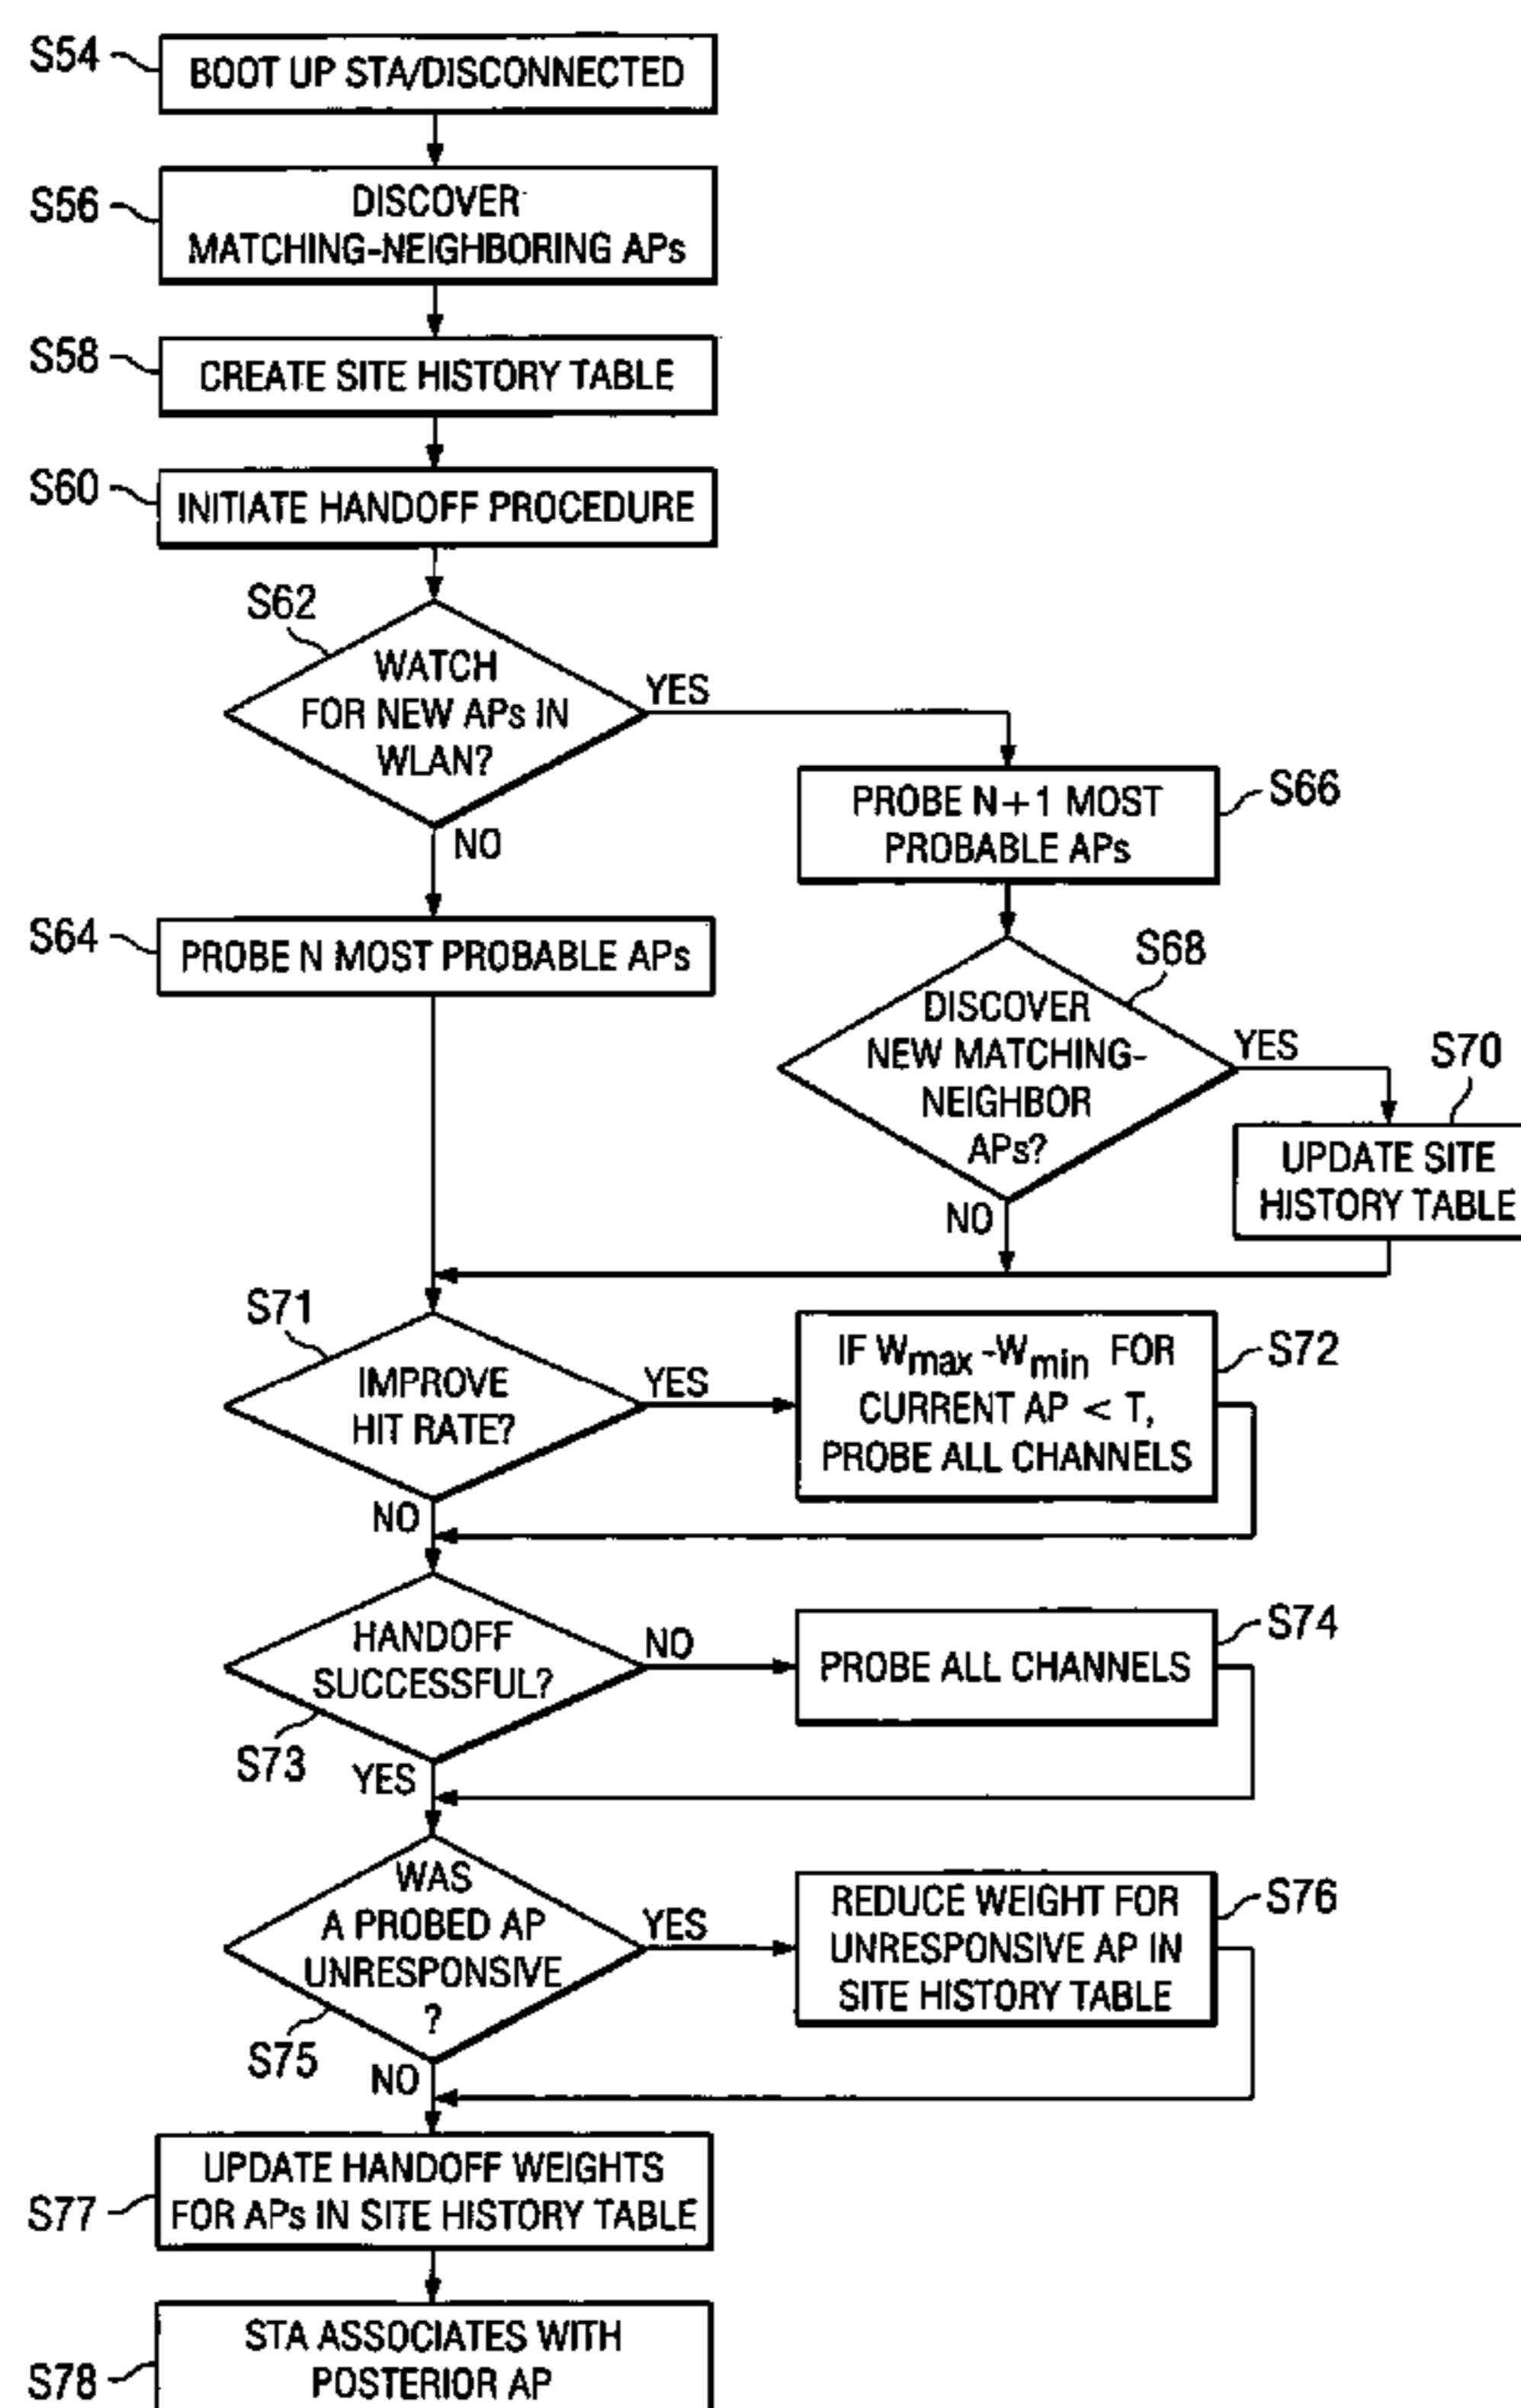 S54
BOOT UP STA/DISCONNECTED
S56
DISCOVER
MATCHING-NEIGHBORING APs
S58
CREATE SITE HISTORY TABLE
S60
INITIATE HANDOFF PROCEDURE
S62
WATCH
FOR NEW APs IN
WLAN?
YES
NO
PROBE N+1 MOST
PROBABLE APs
S66
S64
PROBE N MOST PROBABLE APs
S68
DISCOVER
NEW MATCHING-
NEIGHBOR
APs?
YES
NO
S70
UPDATE SITE
HISTORY TABLE
S71
IMPROVE
HIT RATE?
YES
NO
IF Wmax -Wmin FOR
CURRENT AP < T,
PROBE ALL CHANNELS
S72
HANDOFF
SUCCESSFUL?
S73
NO
YES
PROBE ALL CHANNELS
S74
WAS
A PROBED AP
UNRESPONSIVE
?
S75
YES
NO
REDUCE WEIGHT FOR
UNRESPONSIVE AP IN
SITE HISTORY TABLE
S76
S77
UPDATE HANDOFF WEIGHTS
FOR APs IN SITE HISTORY TABLE
S78
STA ASSOCIATES WITH
POSTERIOR AP